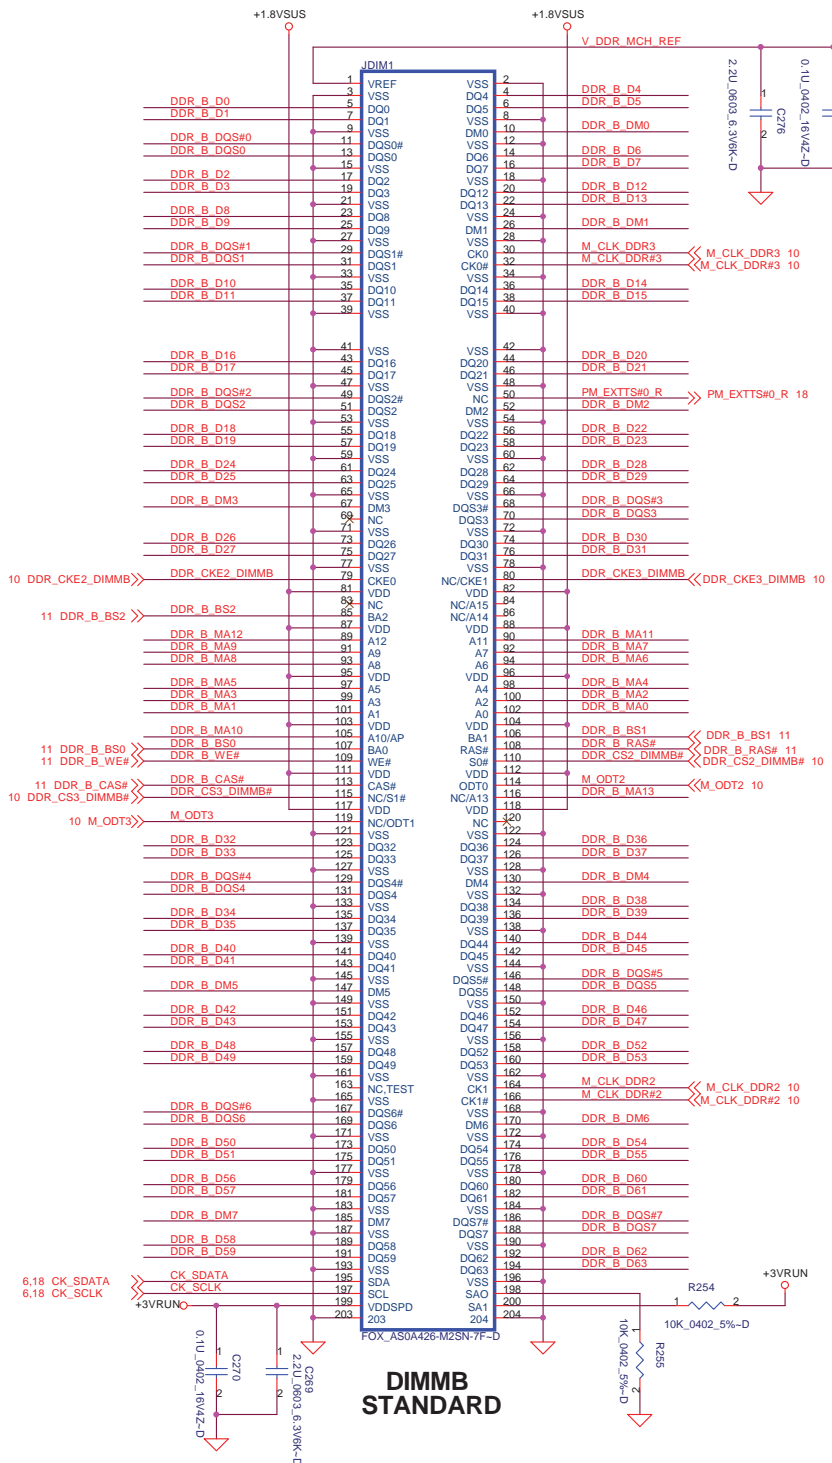 +1.8VSUS +1.8VSUS
V_DDR_MCH_REF
JDIM1
1 VREF VSS 2
3 VSS DQ4 4 DDR_B_D4
DDR_B_D0 5 DQ0 DQ5 6 DDR_B_D5
DDR_B_D1 7 DQ1 VSS 8
9 VSS DM0 10 DDR_B_DM0
DDR_B_DQS#0 11 DQS0# VSS 12
DDR_B_DQS0 13 DQS0 DQ6 14 DDR_B_D6
15 VSS DQ7 16 DDR_B_D7
DDR_B_D2 17 DQ2 VSS 18
DDR_B_D3 19 DQ3 DQ12 20 DDR_B_D12
21 VSS DQ13 22 DDR_B_D13
DDR_B_D8 23 DQ8 VSS 24
DDR_B_D9 25 DQ9 DM1 26 DDR_B_DM1
27 VSS VSS 28
DDR_B_DQS#1 29 DQS1# CK0 30 M_CLK_DDR3 M_CLK_DDR3 10
DDR_B_DQS1 31 DQS1 CK0# 32 M_CLK_DDR#3 M_CLK_DDR#3 10
33 VSS VSS 34
DDR_B_D10 35 DQ10 DQ14 36 DDR_B_D14
DDR_B_D11 37 DQ11 DQ15 38 DDR_B_D15
39 VSS VSS 40
41 VSS VSS 42
DDR_B_D16 43 DQ16 DQ20 44 DDR_B_D20
DDR_B_D17 45 DQ17 DQ21 46 DDR_B_D21
47 VSS VSS 48
DDR_B_DQS#2 49 DQS2# NC 50 PM_EXTTS#0_R PM_EXTTS#0_R 18
DDR_B_DQS2 51 DQS2 DM2 52 DDR_B_DM2
53 VSS VSS 54
DDR_B_D18 55 DQ18 DQ22 56 DDR_B_D22
DDR_B_D19 57 DQ19 DQ23 58 DDR_B_D23
59 VSS VSS 60
DDR_B_D24 61 DQ24 DQ28 62 DDR_B_D28
DDR_B_D25 63 DQ25 DQ29 64 DDR_B_D29
65 VSS VSS 66
DDR_B_DM3 67 DM3 DQS3# 68 DDR_B_DQS#3
69 NC DQS3 70 DDR_B_DQS3
71 VSS VSS 72
DDR_B_D26 73 DQ26 DQ30 74 DDR_B_D30
DDR_B_D27 75 DQ27 DQ31 76 DDR_B_D31
77 VSS VSS 78
10 DDR_CKE2_DIMMB DDR_CKE2_DIMMB 79 CKE0 NC/CKE1 80 DDR_CKE3_DIMMB DDR_CKE3_DIMMB 10
81 VDD VDD 82
83 NC NC/A15 84
11 DDR_B_BS2 DDR_B_BS2 85 BA2 NC/A14 86
87 VDD VDD 88
DDR_B_MA12 89 A12 A11 90 DDR_B_MA11
DDR_B_MA9 91 A9 A7 92 DDR_B_MA7
DDR_B_MA8 93 A8 A6 94 DDR_B_MA6
95 VDD VDD 96
DDR_B_MA5 97 A5 A4 98 DDR_B_MA4
DDR_B_MA3 99 A3 A2 100 DDR_B_MA2
DDR_B_MA1 101 A1 A0 102 DDR_B_MA0
103 VDD VDD 104
DDR_B_MA10 105 A10/AP BA1 106 DDR_B_BS1 DDR_B_BS1 11
11 DDR_B_BS0 DDR_B_BS0 107 BA0 RAS# 108 DDR_B_RAS# DDR_B_RAS# 11
11 DDR_B_WE# DDR_B_WE# 109 WE# S0# 110 DDR_CS2_DIMMB# DDR_CS2_DIMMB# 10
111 VDD VDD 112
11 DDR_B_CAS# DDR_B_CAS# 113 CAS# ODT0 114 M_ODT2 M_ODT2 10
10 DDR_CS3_DIMMB# DDR_CS3_DIMMB# 115 NC/S1# NC/A13 116 DDR_B_MA13
117 VDD VDD 118
10 M_ODT3 M_ODT3 119 NC/ODT1 NC 120
121 VSS VSS 122
DDR_B_D32 123 DQ32 DQ36 124 DDR_B_D36
DDR_B_D33 125 DQ33 DQ37 126 DDR_B_D37
127 VSS VSS 128
DDR_B_DQS#4 129 DQS4# DM4 130 DDR_B_DM4
DDR_B_DQS4 131 DQS4 VSS 132
133 VSS DQ38 134 DDR_B_D38
DDR_B_D34 135 DQ34 DQ39 136 DDR_B_D39
DDR_B_D35 137 DQ35 VSS 138
139 VSS DQ44 140 DDR_B_D44
DDR_B_D40 141 DQ40 DQ45 142 DDR_B_D45
DDR_B_D41 143 DQ41 VSS 144
145 VSS DQS5# 146 DDR_B_DQS#5
DDR_B_DM5 147 DM5 DQS5 148 DDR_B_DQS5
149 VSS VSS 150
DDR_B_D42 151 DQ42 DQ46 152 DDR_B_D46
DDR_B_D43 153 DQ43 DQ47 154 DDR_B_D47
155 VSS VSS 156
DDR_B_D48 157 DQ48 DQ52 158 DDR_B_D52
DDR_B_D49 159 DQ49 DQ53 160 DDR_B_D53
161 VSS VSS 162
163 NC,TEST CK1 164 M_CLK_DDR2 M_CLK_DDR2 10
165 VSS CK1# 166 M_CLK_DDR#2 M_CLK_DDR#2 10
DDR_B_DQS#6 167 DQS6# VSS 168
DDR_B_DQS6 169 DQS6 DM6 170 DDR_B_DM6
171 VSS VSS 172
DDR_B_D50 173 DQ50 DQ54 174 DDR_B_D54
DDR_B_D51 175 DQ51 DQ55 176 DDR_B_D55
177 VSS VSS 178
DDR_B_D56 179 DQ56 DQ60 180 DDR_B_D60
DDR_B_D57 181 DQ57 DQ61 182 DDR_B_D61
183 VSS VSS 184
DDR_B_DM7 185 DM7 DQS7# 186 DDR_B_DQS#7
187 VSS DQS7 188 DDR_B_DQS7
DDR_B_D58 189 DQ58 VSS 190
DDR_B_D59 191 DQ59 DQ62 192 DDR_B_D62
193 VSS DQ63 194 DDR_B_D63
6,18 CK_SDATA CK_SDATA 195 SDA VSS 196
6,18 CK_SCLK CK_SCLK 197 SCL SAO 198
+3VRUN 199 VDDSPD SA1 200
203 203 204 204
FOX_AS0A426-M2SN-7F~D
1 2 C276 2.2U_0603_6.3V6K~D
0.1U_0402_16V4Z~D
1 R254 2 +3VRUN
10K_0402_5%~D
1 2 R255 10K_0402_5%~D
1 2 C270 0.1U_0402_16V4Z~D
1 2 C269 2.2U_0603_6.3V6K~D
DIMMB
STANDARD